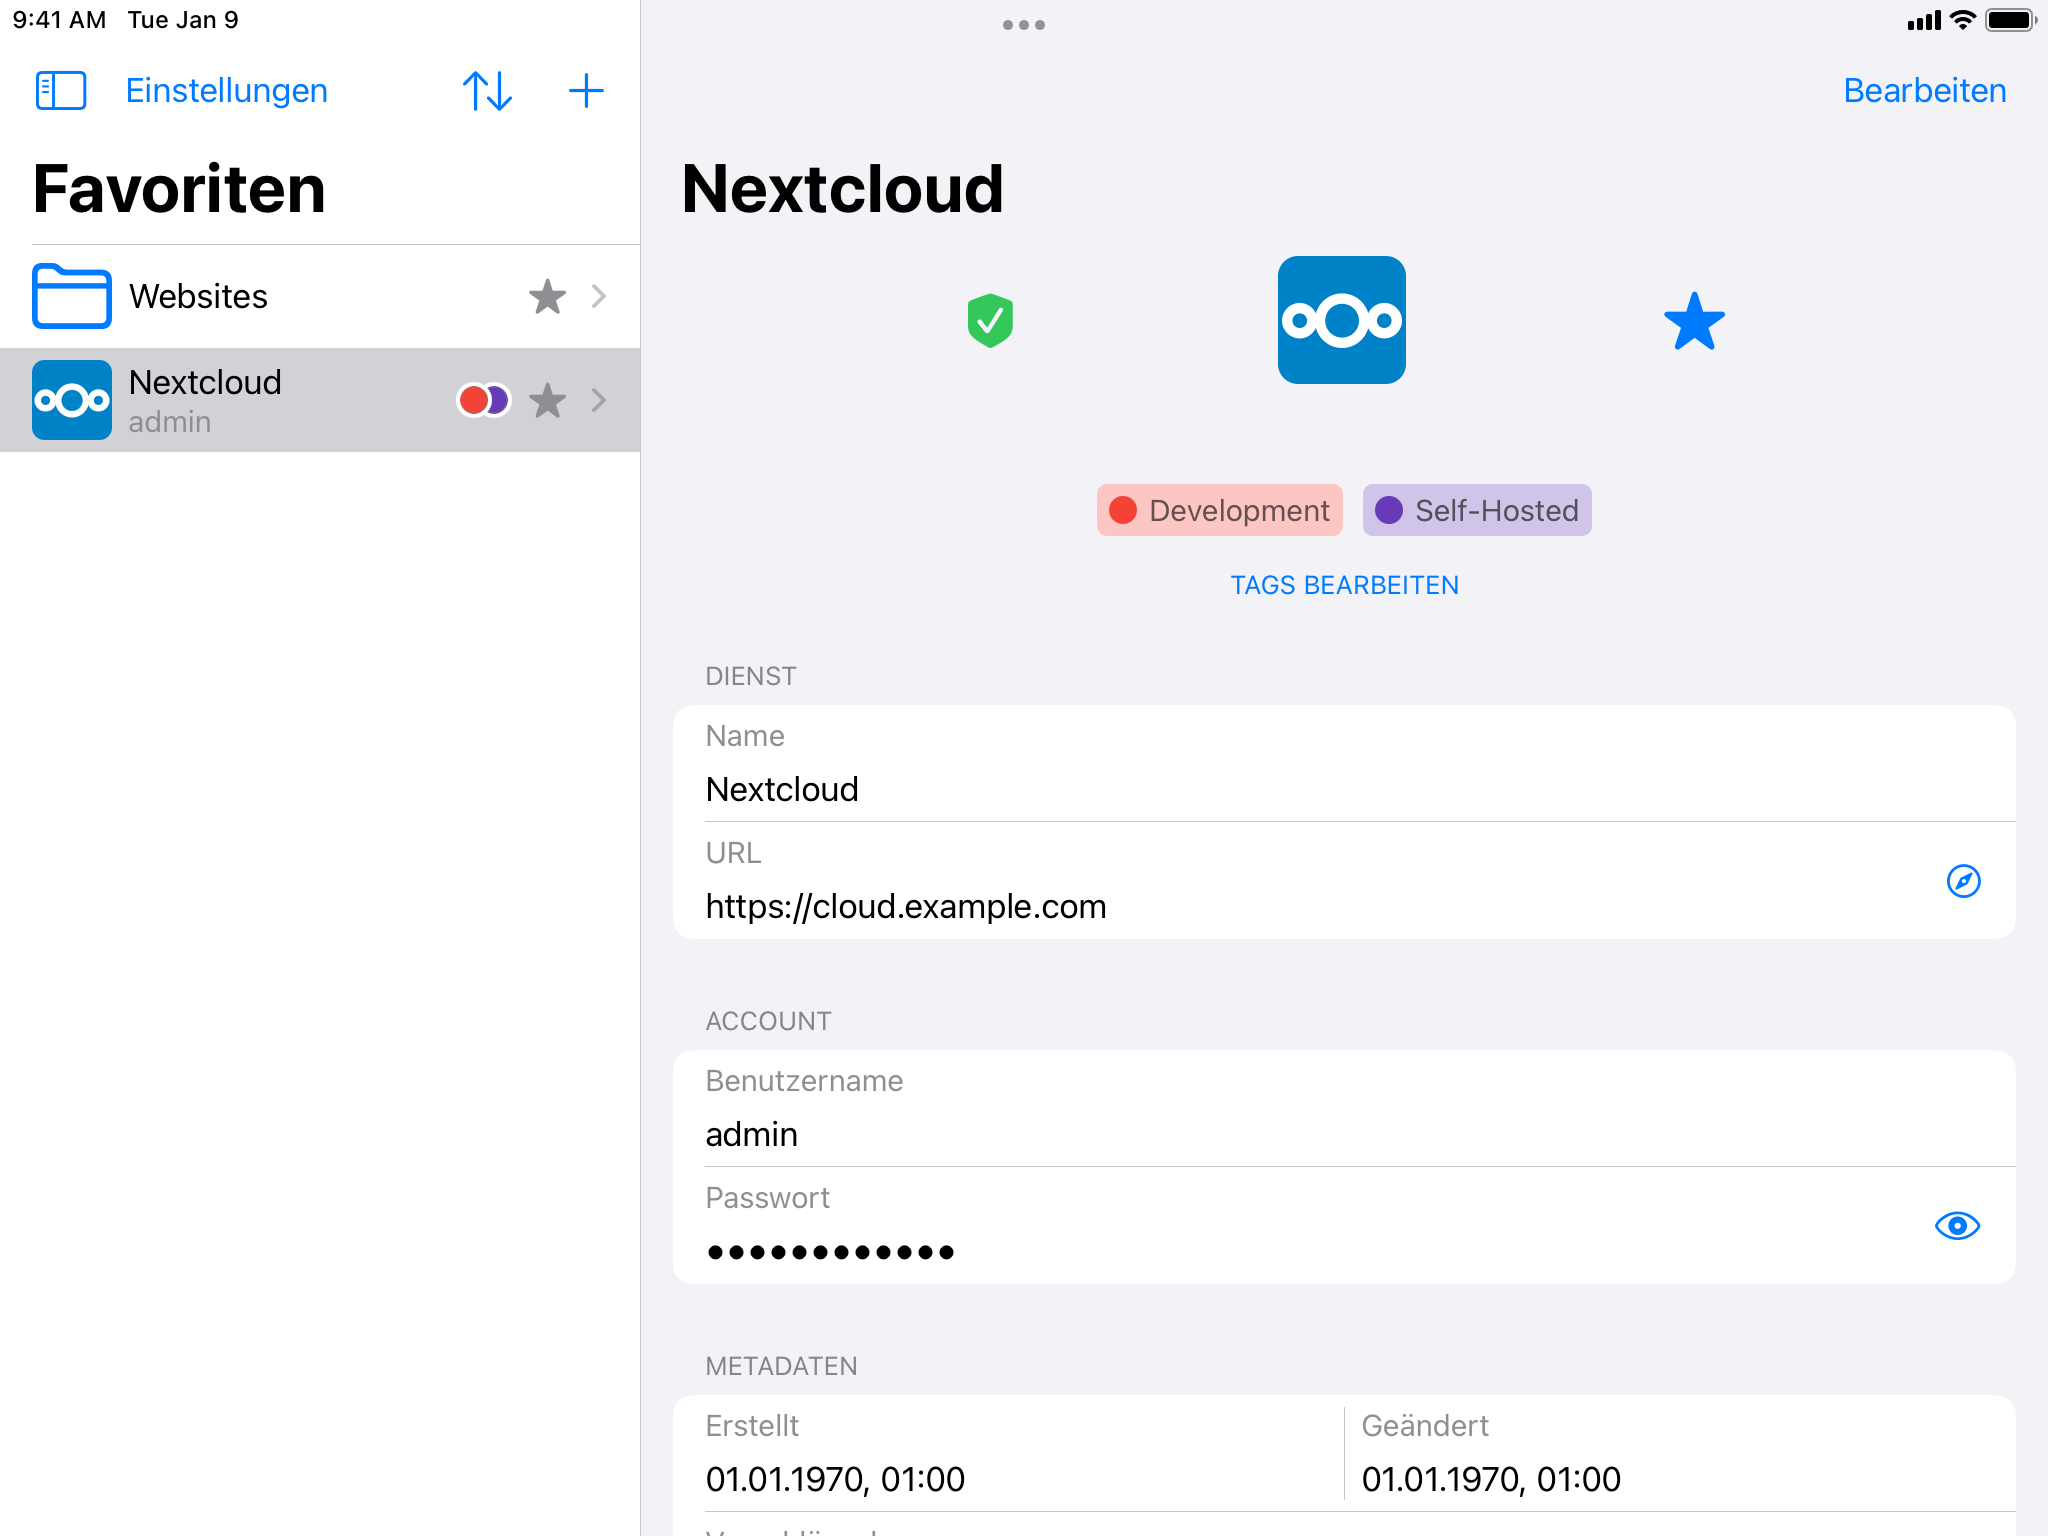 9:41 AM Tue Jan 9
Einstellungen
Favoriten
Websites
Nextcloud
admin
Bearbeiten
Nextcloud
Development
Self-Hosted
TAGS BEARBEITEN
DIENST
Name
Nextcloud
URL
https://cloud.example.com
ACCOUNT
Benutzername
admin
Passwort
●●●●●●●●●●●●
METADATEN
Erstellt
01.01.1970, 01:00
Geändert
01.01.1970, 01:00